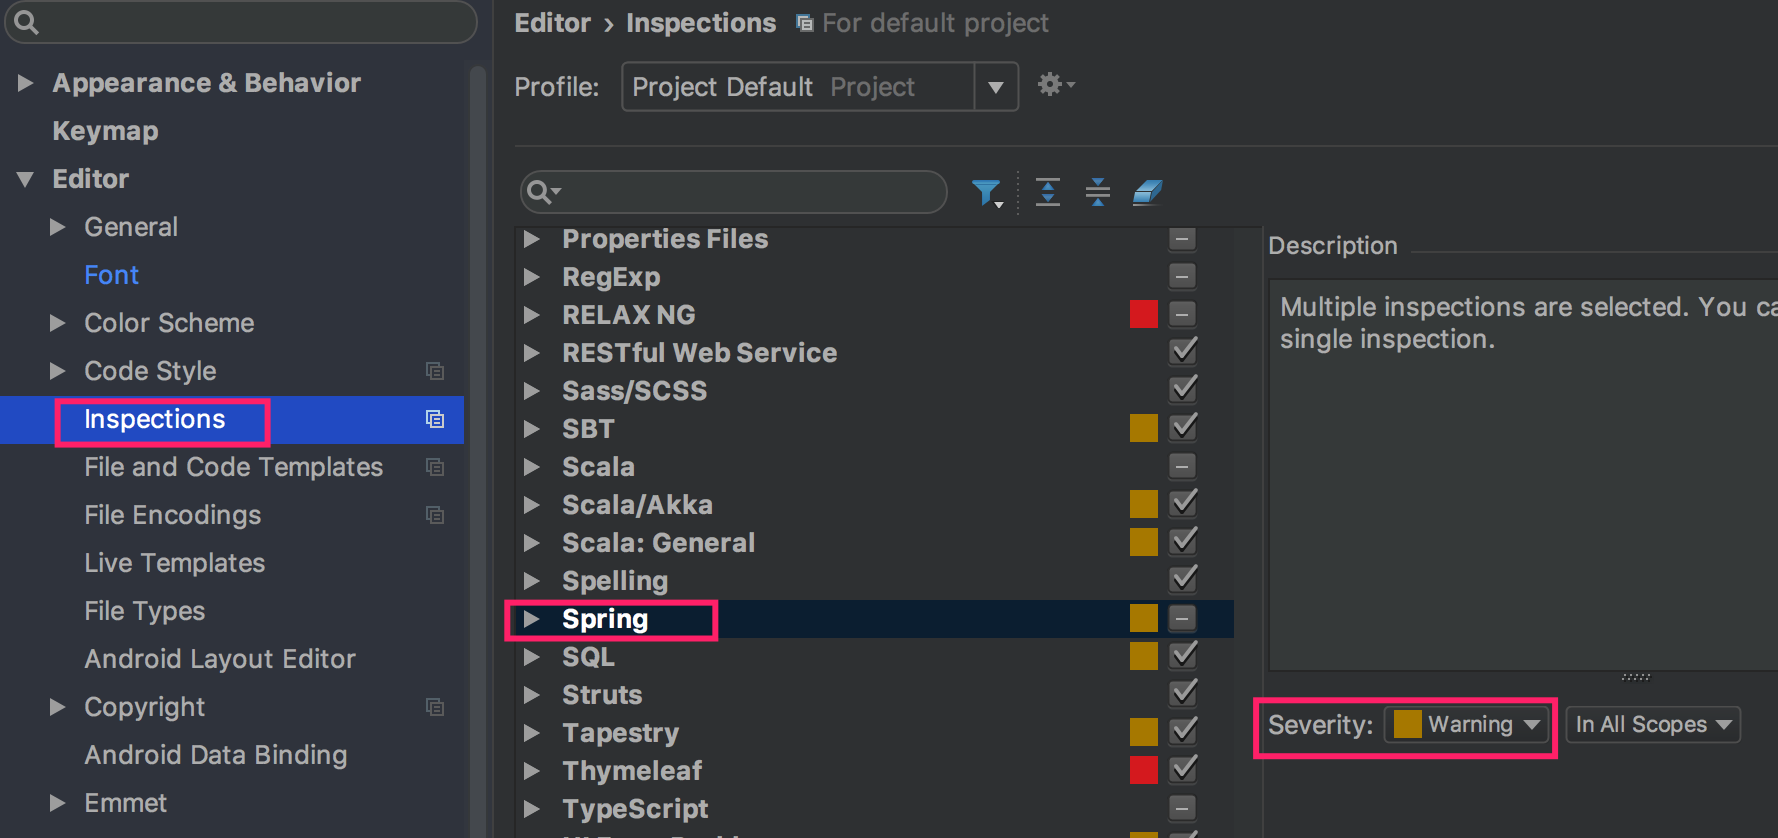 Editor › Inspections For default project
Profile: Project Default Project
Appearance & Behavior
Keymap
Editor
General
Font
Color Scheme
Code Style
Inspections
File and Code Templates
File Encodings
Live Templates
File Types
Android Layout Editor
Copyright
Android Data Binding
Emmet
Properties Files
RegExp
RELAX NG
RESTful Web Service
Sass/SCSS
SBT
Scala
Scala/Akka
Scala: General
Spelling
Spring
SQL
Struts
Tapestry
Thymeleaf
TypeScript
Description
Multiple inspections are selected. You ca
single inspection.
Severity: Warning In All Scopes